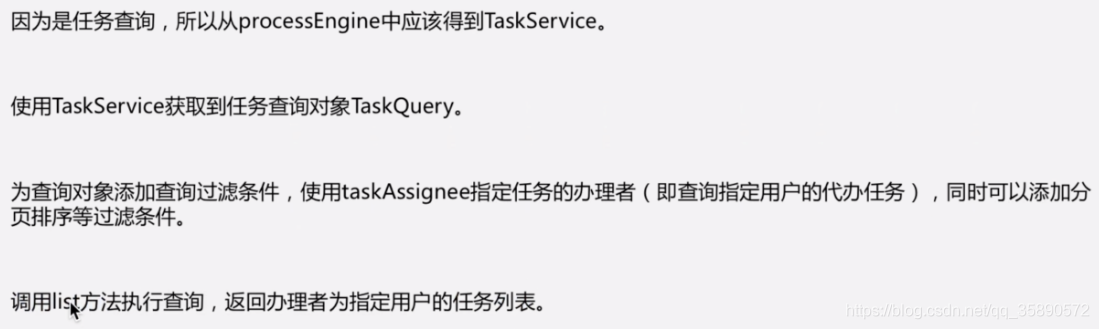 因为是任务查询，所以从processEngine中应该得到TaskService。
使用TaskService获取到任务查询对象TaskQuery。
为查询对象添加查询过滤条件，使用taskAssignee指定任务的办理者（即查询指定用户的代办任务），同时可以添加分
页排序等过滤条件。
调用list方法执行查询，返回办理者为指定用户的任务列表。
https://blog.csdn.net/qq_35890572